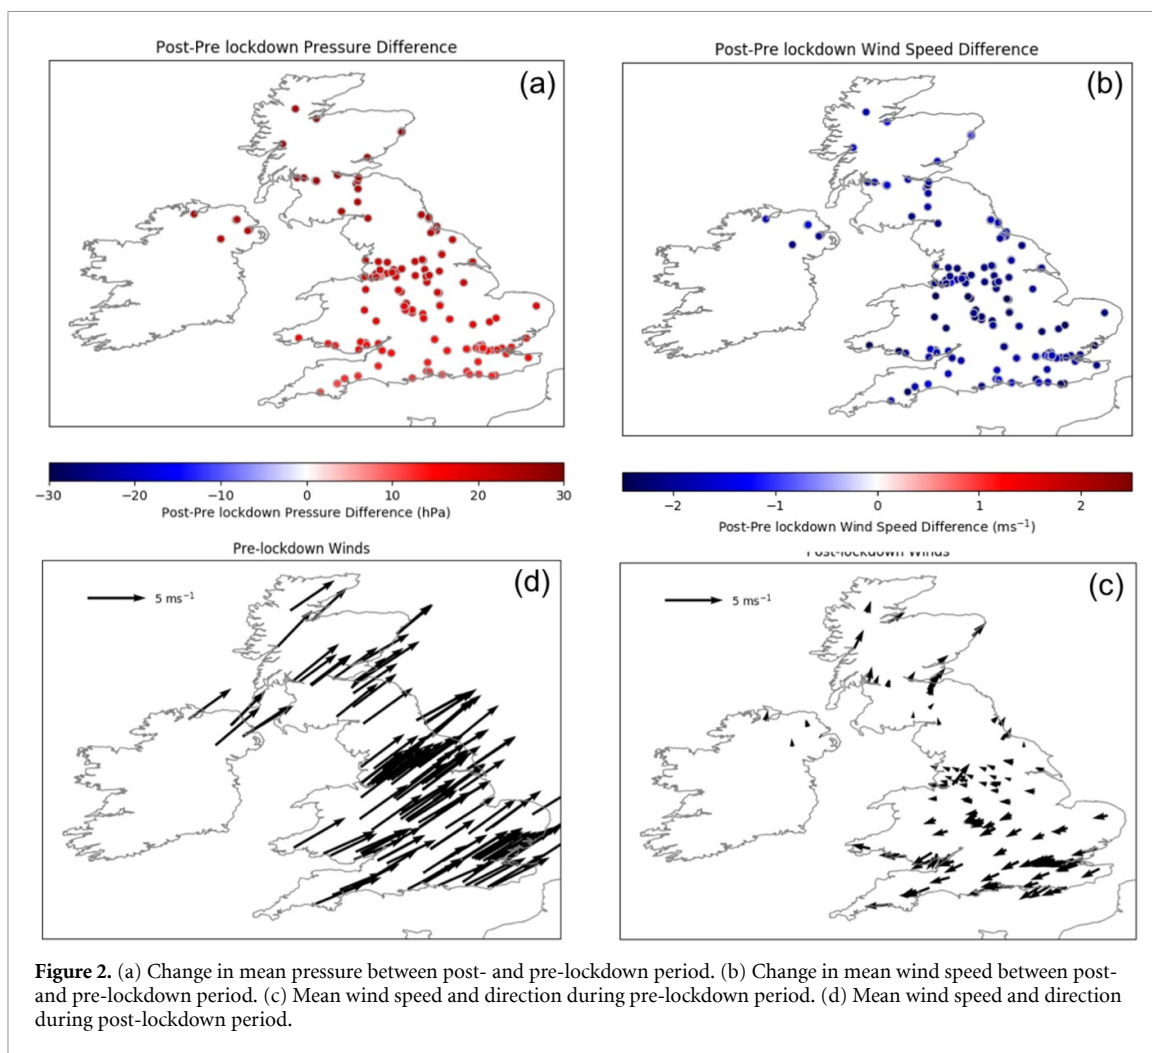 Post-Pre lockdown Pressure Difference
(a)
Post-Pre lockdown Wind Speed Difference
(b)
−30 −20 −10 0 10 20 30
Post-Pre lockdown Pressure Difference (hPa)
−2 −1 0 1 2
Post-Pre lockdown Wind Speed Difference (ms⁻¹)
Pre-lockdown Winds
(d)
5 ms⁻¹
Post-lockdown Winds
(c)
5 ms⁻¹
Figure 2. (a) Change in mean pressure between post- and pre-lockdown period. (b) Change in mean wind speed between post-
and pre-lockdown period. (c) Mean wind speed and direction during pre-lockdown period. (d) Mean wind speed and direction
during post-lockdown period.